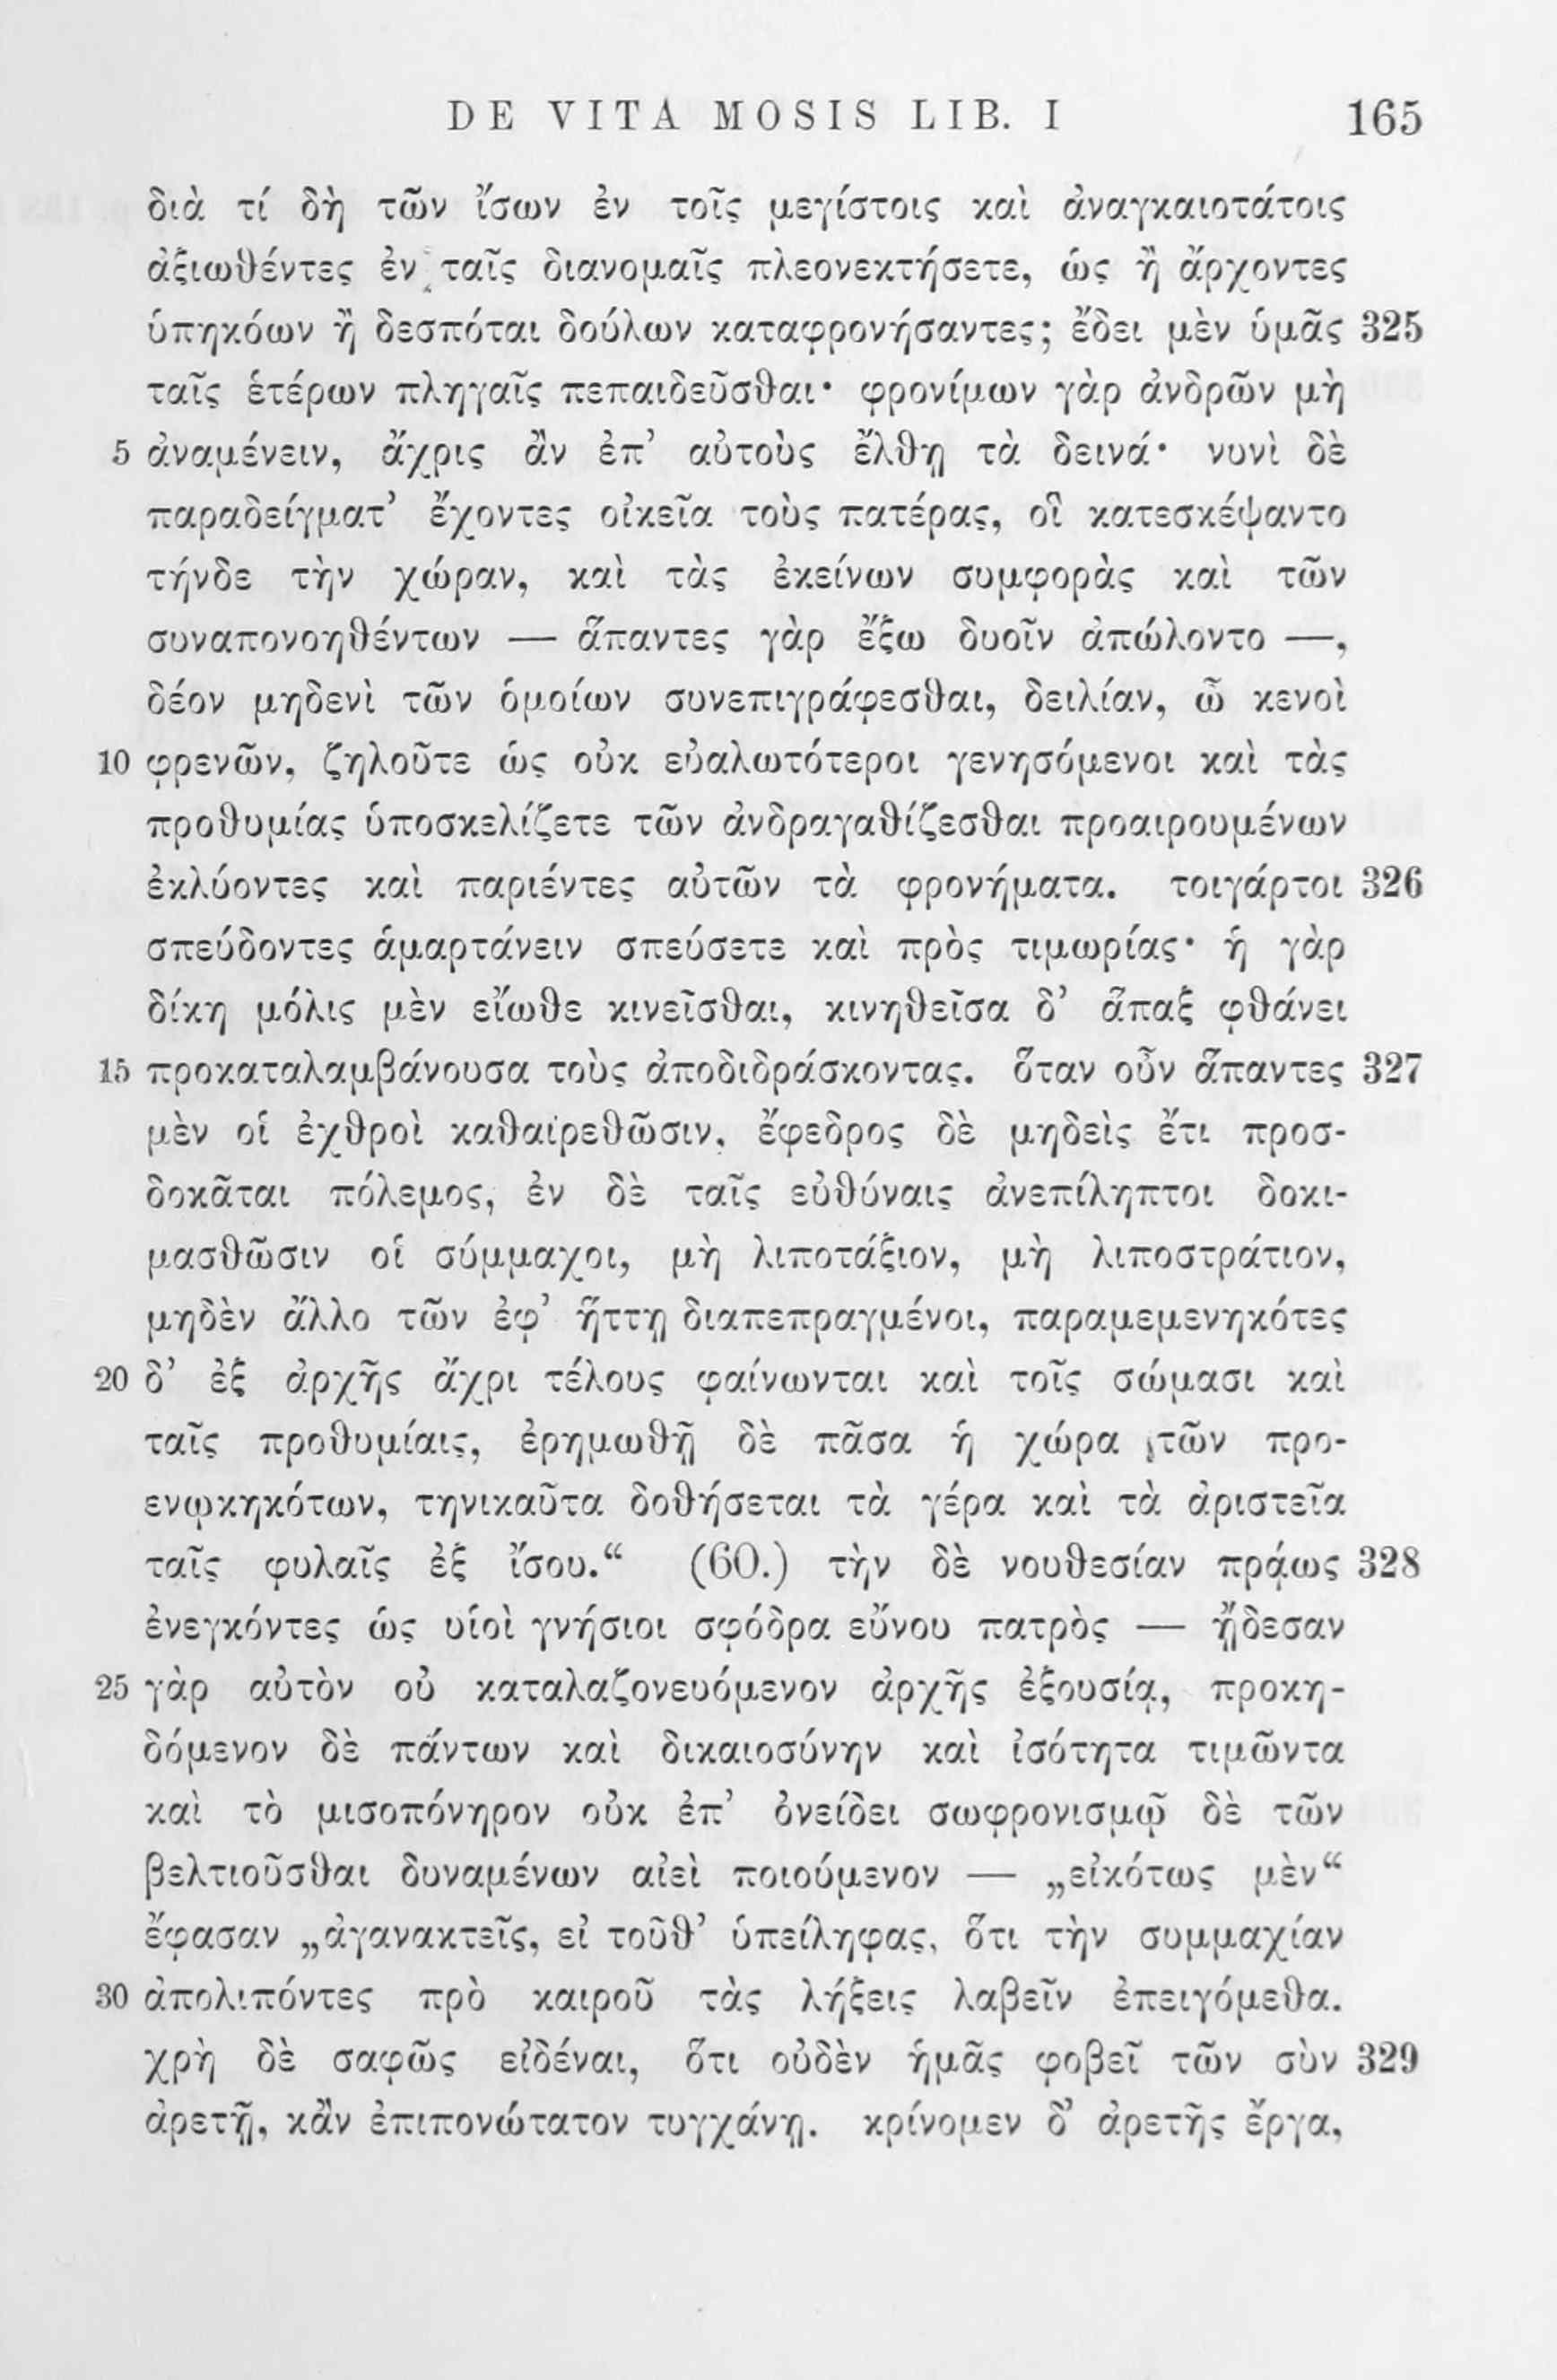 DE VITA MOSIS LIB. I 165
διὰ τί δὴ τῶν ἴσων ἐν τοῖς μεγίστοις καὶ ἀναγκαιοτάτοις
ἀξιωθέντες ἐν ταῖς διανομαῖς πλεονεκτήσετε, ὡς ἢ ἄρχοντες
ὑπηκόων ἢ δεσπόται δούλων καταφρονήσαντες; ἔδει μὲν ὑμᾶς 325
ταῖς ἑτέρων πληγαῖς πεπαιδεῦσθαι· φρονίμων γὰρ ἀνδρῶν μὴ
5 ἀναμένειν, ἄχρις ἂν ἐπ’ αὐτοὺς ἔλθῃ τὰ δεινά· νυνὶ δὲ
παραδείγματ’ ἔχοντες οἰκεῖα τοὺς πατέρας, οἳ κατεσκέψαντο
τήνδε τὴν χώραν, καὶ τὰς ἐκείνων συμφορὰς καὶ τῶν
συναπονοηθέντων — ἅπαντες γὰρ ἔξω δυοῖν ἀπώλοντο —,
δέον μηδενὶ τῶν ὁμοίων συνεπιγράφεσθαι, δειλίαν, ὦ κενοὶ
10 φρενῶν, ζηλοῦτε ὡς οὐκ εὐαλωτότεροι γενησόμενοι καὶ τὰς
προθυμίας ὑποσκελίζετε τῶν ἀνδραγαθίζεσθαι προαιρουμένων
ἐκλύοντες καὶ παριέντες αὐτῶν τὰ φρονήματα. τοιγάρτοι 326
σπεύδοντες ἁμαρτάνειν σπεύσετε καὶ πρὸς τιμωρίας· ἡ γὰρ
δίκη μόλις μὲν εἴωθε κινεῖσθαι, κινηθεῖσα δ’ ἅπαξ φθάνει
15 προκαταλαμβάνουσα τοὺς ἀποδιδράσκοντας. ὅταν οὖν ἅπαντες 327
μὲν οἱ ἐχθροὶ καθαιρεθῶσιν, ἔφεδρος δὲ μηδεὶς ἔτι προσ-
δοκᾶται πόλεμος, ἐν δὲ ταῖς εὐθύναις ἀνεπίληπτοι δοκι-
μασθῶσιν οἱ σύμμαχοι, μὴ λιποτάξιον, μὴ λιποστράτιον,
μηδὲν ἄλλο τῶν ἐφ’ ἥττῃ διαπεπραγμένοι, παραμεμενηκότες
20 δ’ ἐξ ἀρχῆς ἄχρι τέλους φαίνωνται καὶ τοῖς σώμασι καὶ
ταῖς προθυμίαις, ἐρημωθῇ δὲ πᾶσα ἡ χώρα τῶν προ-
ενῳκηκότων, τηνικαῦτα δοθήσεται τὰ γέρα καὶ τὰ ἀριστεῖα
ταῖς φυλαῖς ἐξ ἴσου.“ (60.) τὴν δὲ νουθεσίαν πρᾴως 328
ἐνεγκόντες ὡς υἱοὶ γνήσιοι σφόδρα εὔνου πατρὸς — ᾔδεσαν
25 γὰρ αὐτὸν οὐ καταλαζονευόμενον ἀρχῆς ἐξουσίᾳ, προκη-
δόμενον δὲ πάντων καὶ δικαιοσύνην καὶ ἰσότητα τιμῶντα
καὶ τὸ μισοπόνηρον οὐκ ἐπ’ ὀνείδει σωφρονισμῷ δὲ τῶν
βελτιοῦσθαι δυναμένων αἰεὶ ποιούμενον — „εἰκότως μὲν“
ἔφασαν „ἀγανακτεῖς, εἰ τοῦθ’ ὑπείληφας, ὅτι τὴν συμμαχίαν
30 ἀπολιπόντες πρὸ καιροῦ τὰς λήξεις λαβεῖν ἐπειγόμεθα.
χρὴ δὲ σαφῶς εἰδέναι, ὅτι οὐδὲν ἡμᾶς φοβεῖ τῶν σὺν 329
ἀρετῇ, κἂν ἐπιπονώτατον τυγχάνῃ. κρίνομεν δ’ ἀρετῆς ἔργα,